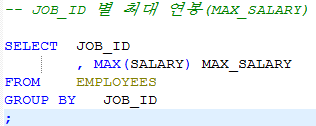 -- JOB_ID 별 최대 연봉(MAX_SALARY)
SELECT JOB_ID
, MAX(SALARY) MAX_SALARY
FROM EMPLOYEES
GROUP BY JOB_ID
;